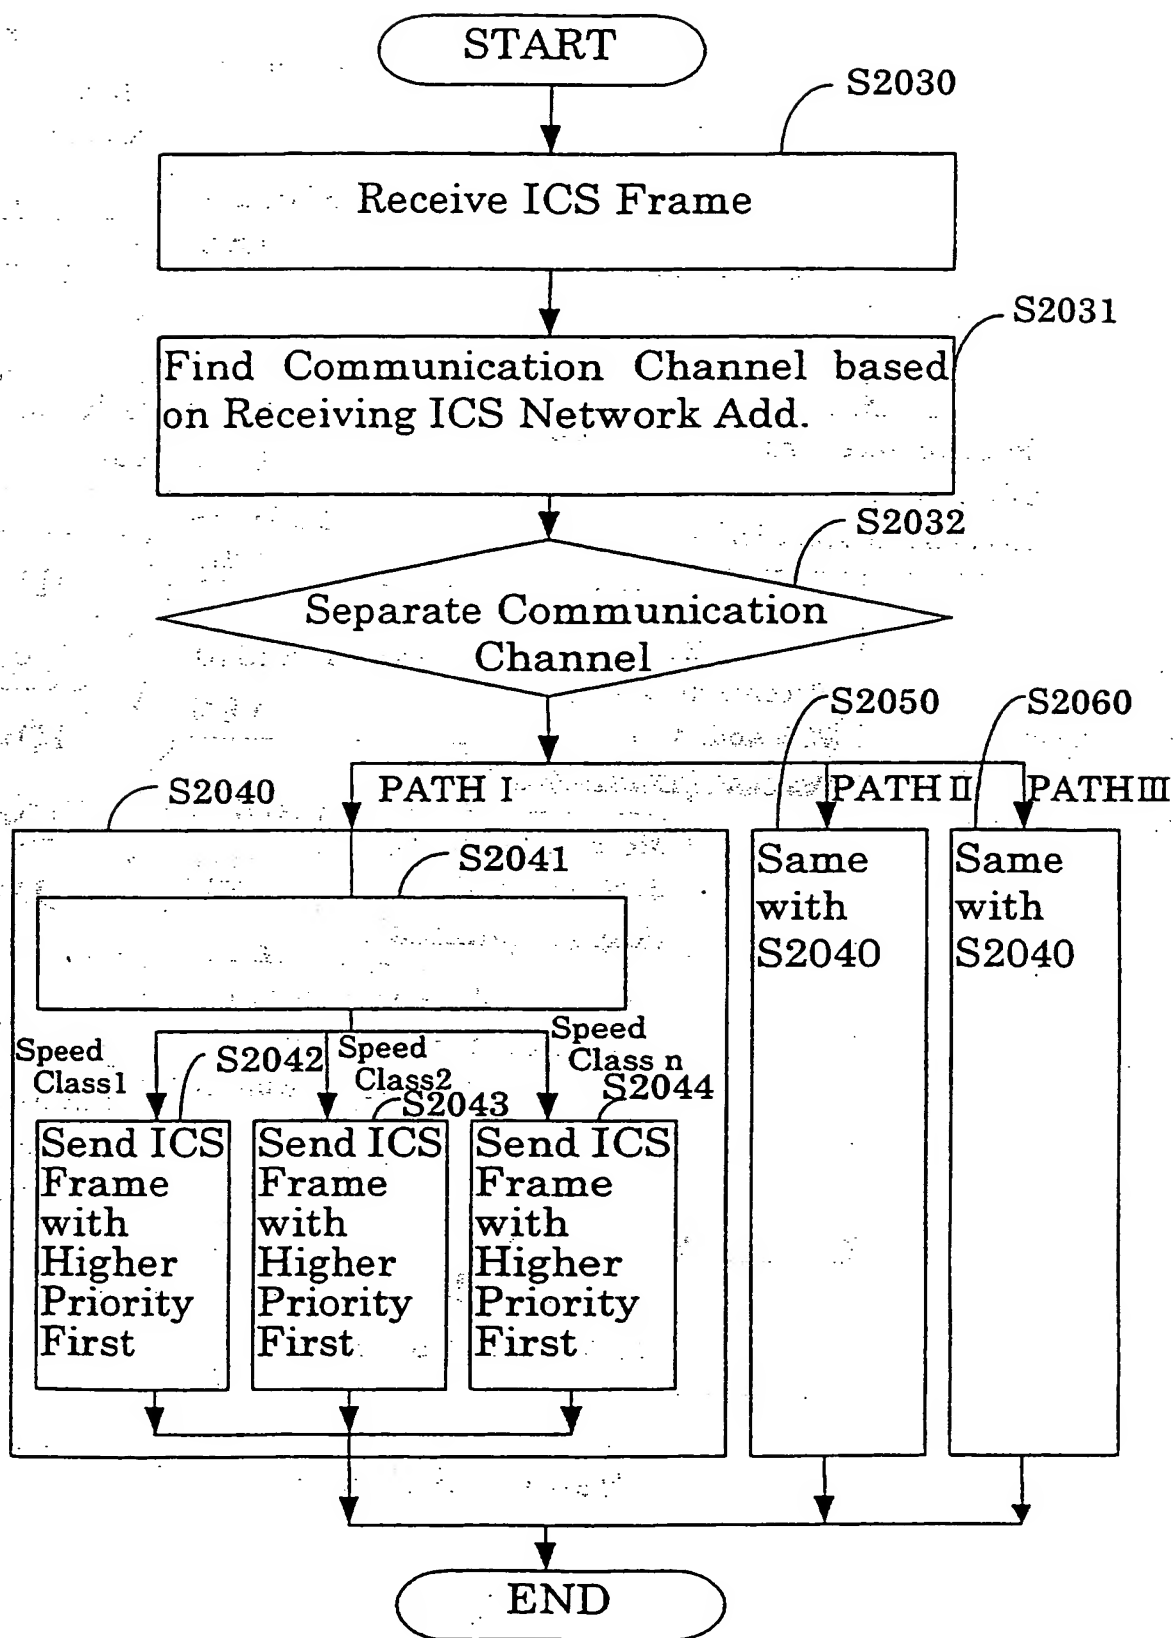 START
S2030
Receive ICS Frame
S2031
Find Communication Channel based
on Receiving ICS Network Add.
S2032
Separate Communication
Channel
S2050
S2060
S2040
PATH I
PATH II
PATH III
S2041
Same
with
S2040
Same
with
S2040
Speed
Class1
S2042
Speed
Class2
S2043
Speed
Class n
S2044
Send ICS
Frame
with
Higher
Priority
First
Send ICS
Frame
with
Higher
Priority
First
Send ICS
Frame
with
Higher
Priority
First
END